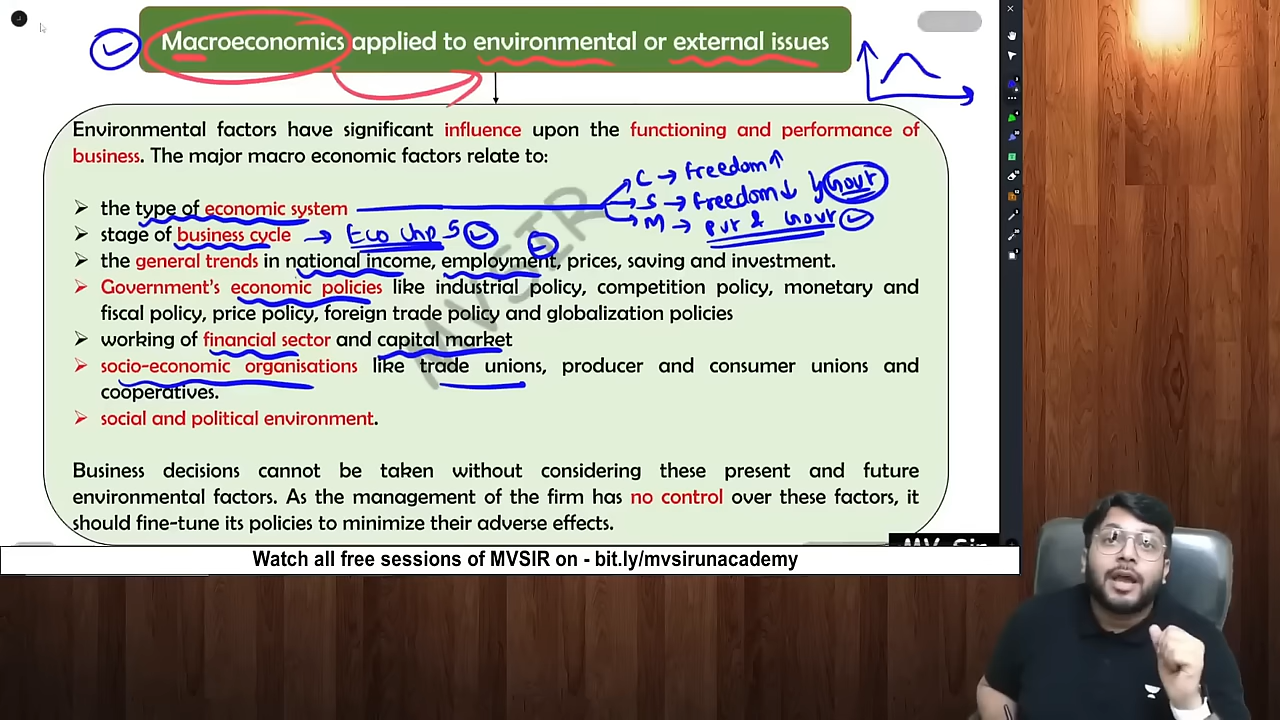 Macroeconomics applied to environmental or external issues
Environmental factors have significant influence upon the functioning and performance of
business. The major macro economic factors relate to:
C → freedom↑
S → freedom↓ by Govt
M → Pvt & Govt
➢ the type of economic system
➢ stage of business cycle → Eco Chp 5
➢ the general trends in national income, employment, prices, saving and investment.
➢ Government's economic policies like industrial policy, competition policy, monetary and
fiscal policy, price policy, foreign trade policy and globalization policies
➢ working of financial sector and capital market
➢ socio-economic organisations like trade unions, producer and consumer unions and
cooperatives.
➢ social and political environment.
MVSIR
Business decisions cannot be taken without considering these present and future
environmental factors. As the management of the firm has no control over these factors, it
should fine-tune its policies to minimize their adverse effects.
MV Sir
Watch all free sessions of MVSIR on - bit.ly/mvsirunacademy